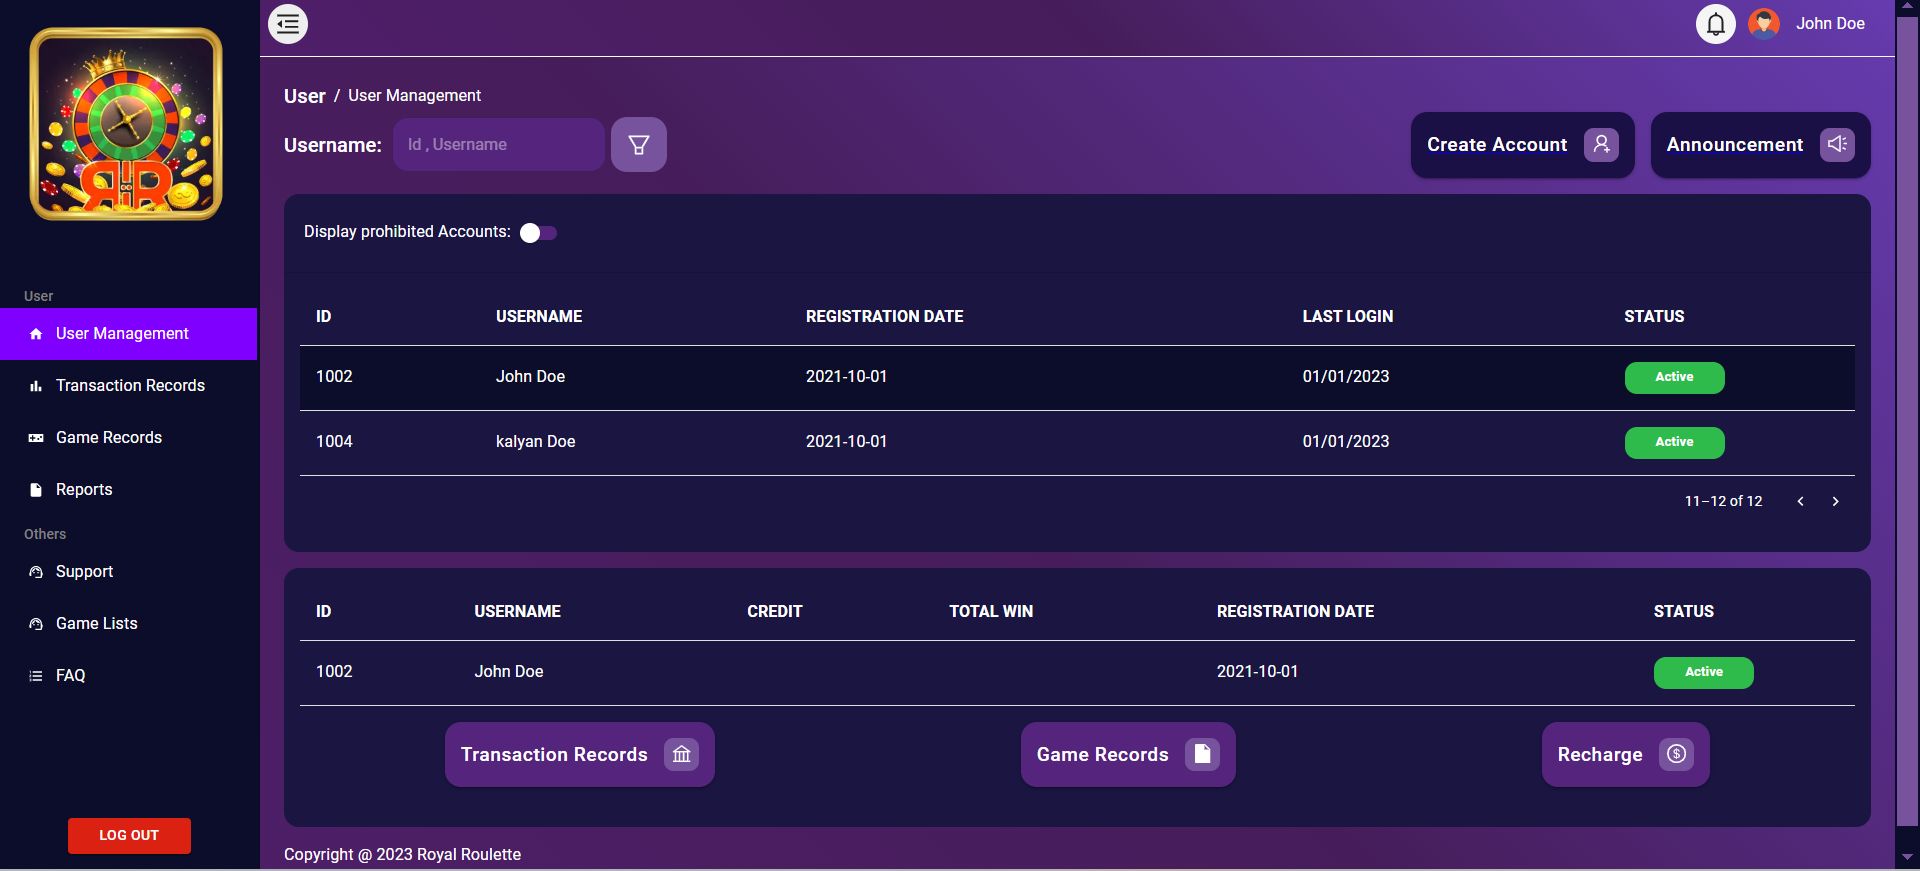 John Doe
User / User Management
Username: Id , Username
Create Account
Announcement
Display prohibited Accounts:
ID USERNAME REGISTRATION DATE LAST LOGIN STATUS
1002 John Doe 2021-10-01 01/01/2023 Active
1004 kalyan Doe 2021-10-01 01/01/2023 Active
11–12 of 12
ID USERNAME CREDIT TOTAL WIN REGISTRATION DATE STATUS
1002 John Doe 2021-10-01 Active
Transaction Records
Game Records
Recharge
Copyright @ 2023 Royal Roulette
User
User Management
Transaction Records
Game Records
Reports
Others
Support
Game Lists
FAQ
LOG OUT